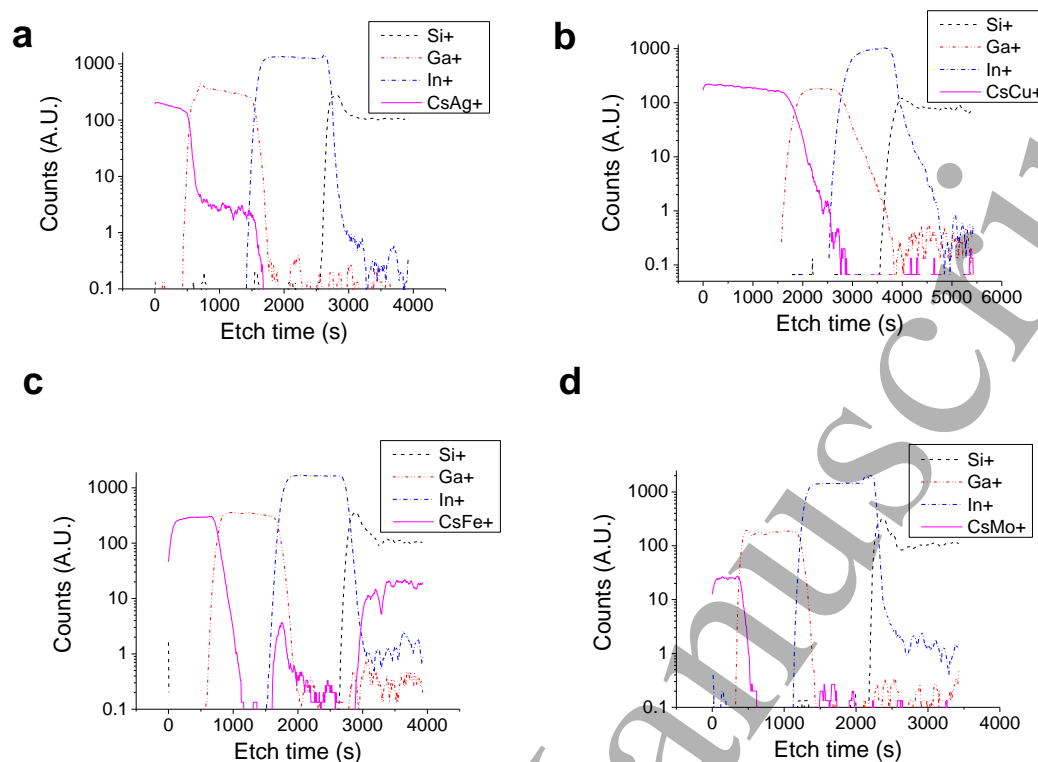 a
Si+
Ga+
In+
CsAg+
1000
100
10
1
0.1
Counts (A.U.)
0 1000 2000 3000 4000
Etch time (s)
b
Si+
Ga+
In+
CsCu+
1000
100
10
1
0.1
Counts (A.U.)
0 1000 2000 3000 4000 5000 6000
Etch time (s)
c
Si+
Ga+
In+
CsFe+
1000
100
10
1
0.1
Counts (A.U.)
0 1000 2000 3000 4000
Etch time (s)
d
Si+
Ga+
In+
CsMo+
1000
100
10
1
0.1
Counts (A.U.)
0 1000 2000 3000 4000
Etch time (s)
anuscri